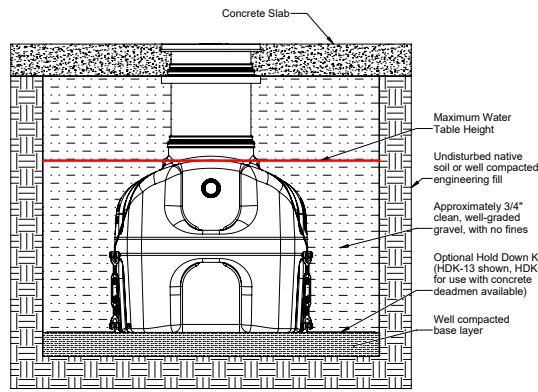 Concrete Slab
Maximum Water
Table Height
Undisturbed native
soil or well compacted
engineering fill
Approximately 3/4"
clean, well-graded
gravel, with no fines
Optional Hold Down K
(HDK-13 shown, HDK
for use with concrete
deadmen available)
Well compacted
base layer